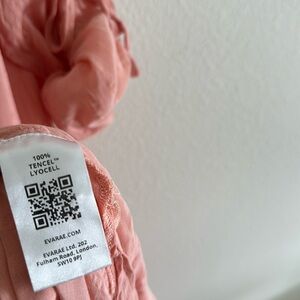 100%
TENCEL™
LYOCELL
EVARAE.COM
EVARAE Ltd, 202
Fulham Road, London,
SW10 9PJ